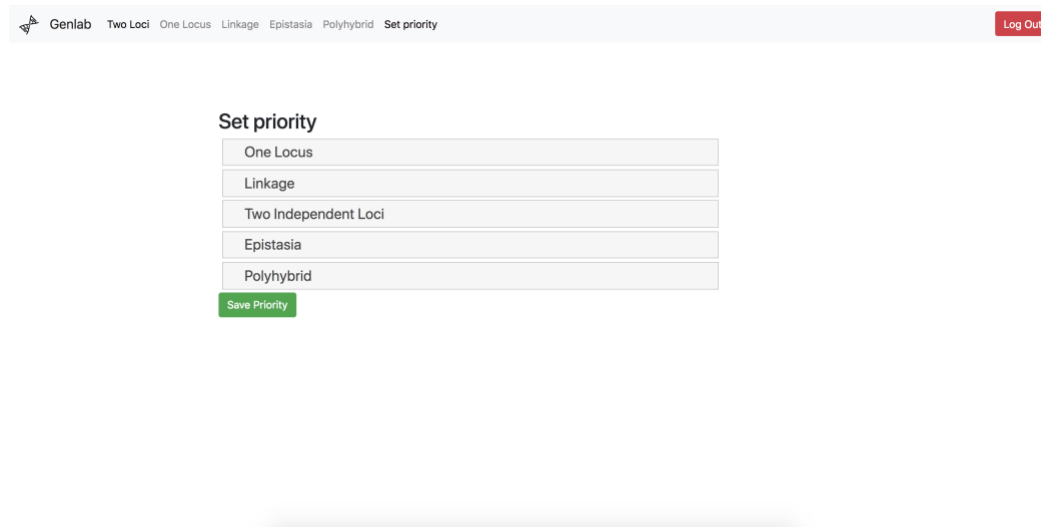 Genlab Two Loci One Locus Linkage Epistasia Polyhybrid Set priority Log Out
Set priority
One Locus
Linkage
Two Independent Loci
Epistasia
Polyhybrid
Save Priority